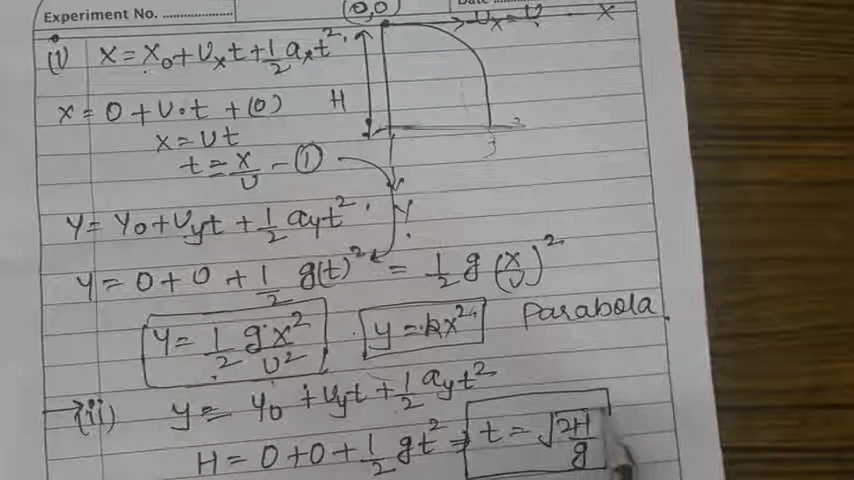 Experiment No. ..................
(0,0)
→ Ux = U X
(i) X = X₀ + Uₓt + 1/2 aₓt²
H
x = 0 + U·t + (0)
x = Ut
t = x/U - ①
Y = Y₀ + Uyt + 1/2 ayt²
Y
Y = 0 + 0 + 1/2 g(t)² = 1/2 g (x/U)²
Y = 1/2 g x²/U² y = kx² Parabola
(ii) y = y₀ + Uyt + 1/2 ayt²
H = 0 + 0 + 1/2 gt² ⇒ t = √2H/g